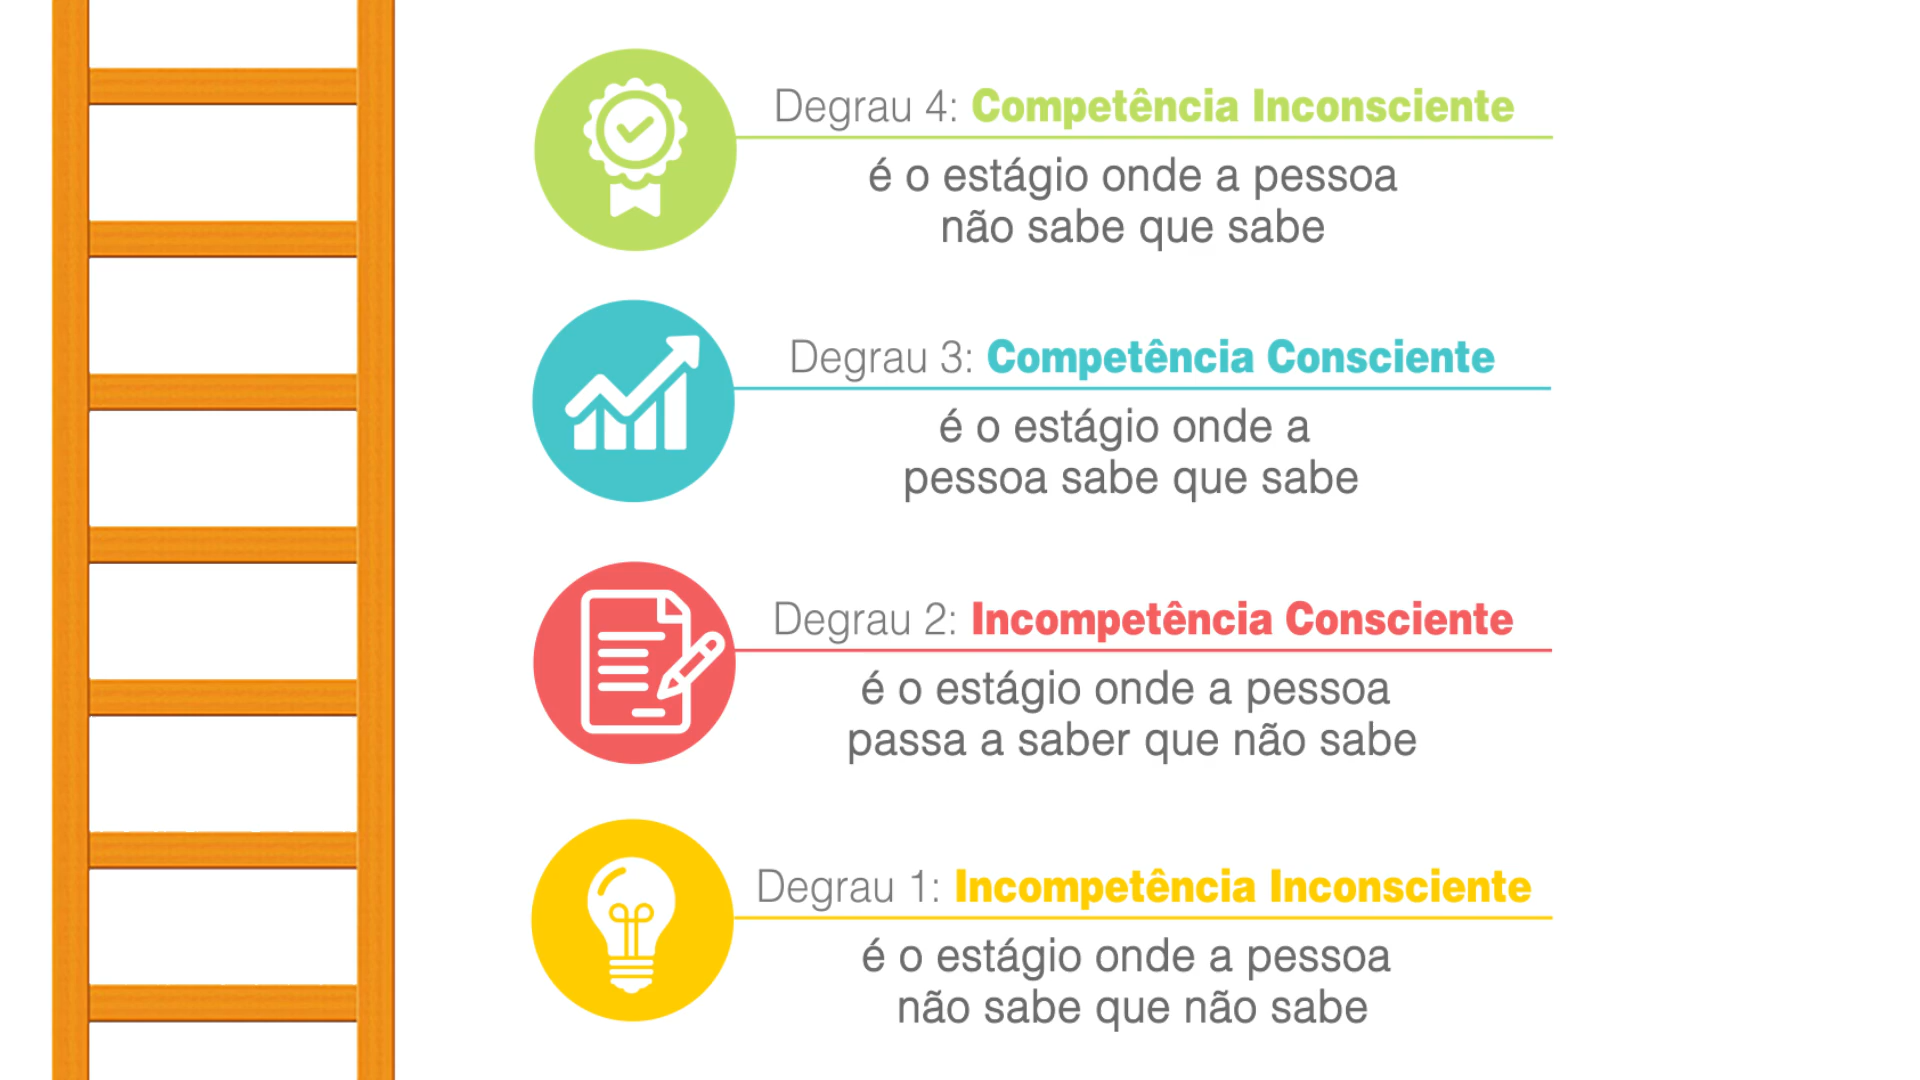 Degrau 4: Competência Inconsciente
é o estágio onde a pessoa
não sabe que sabe
Degrau 3: Competência Consciente
é o estágio onde a
pessoa sabe que sabe
Degrau 2: Incompetência Consciente
é o estágio onde a pessoa
passa a saber que não sabe
Degrau 1: Incompetência Inconsciente
é o estágio onde a pessoa
não sabe que não sabe